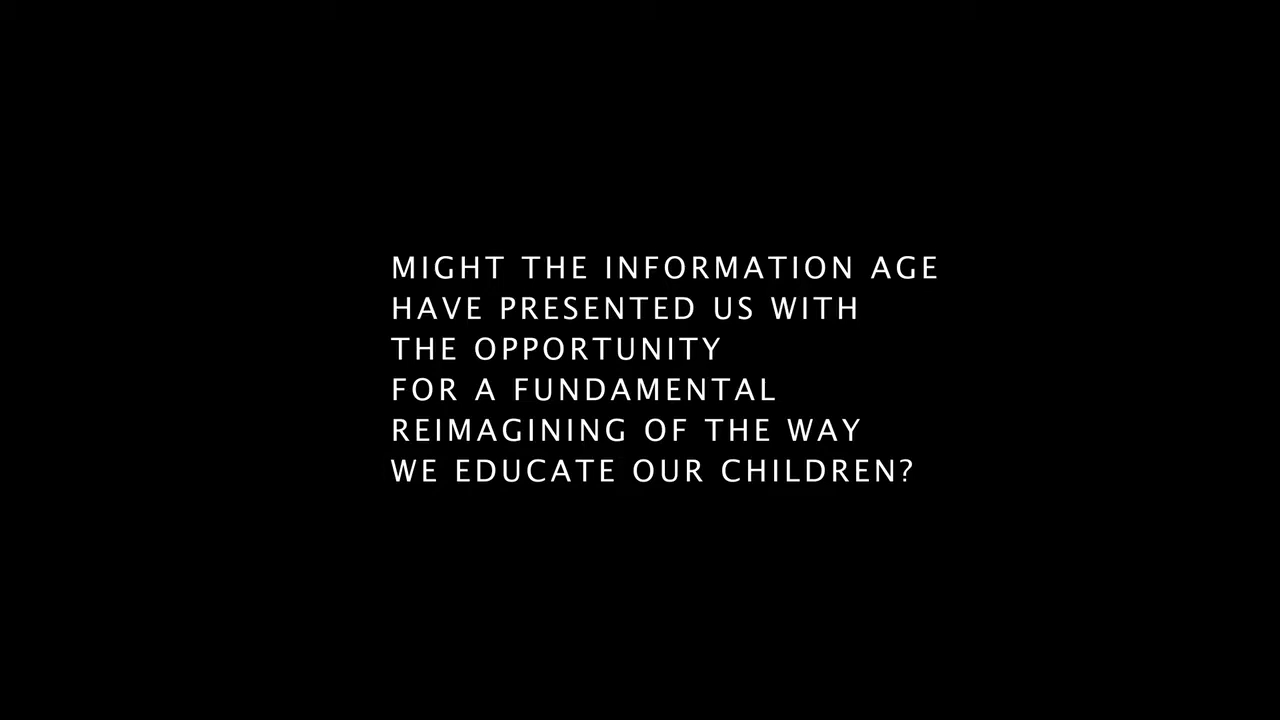 MIGHT THE INFORMATION AGE
HAVE PRESENTED US WITH
THE OPPORTUNITY
FOR A FUNDAMENTAL
REIMAGINING OF THE WAY
WE EDUCATE OUR CHILDREN?